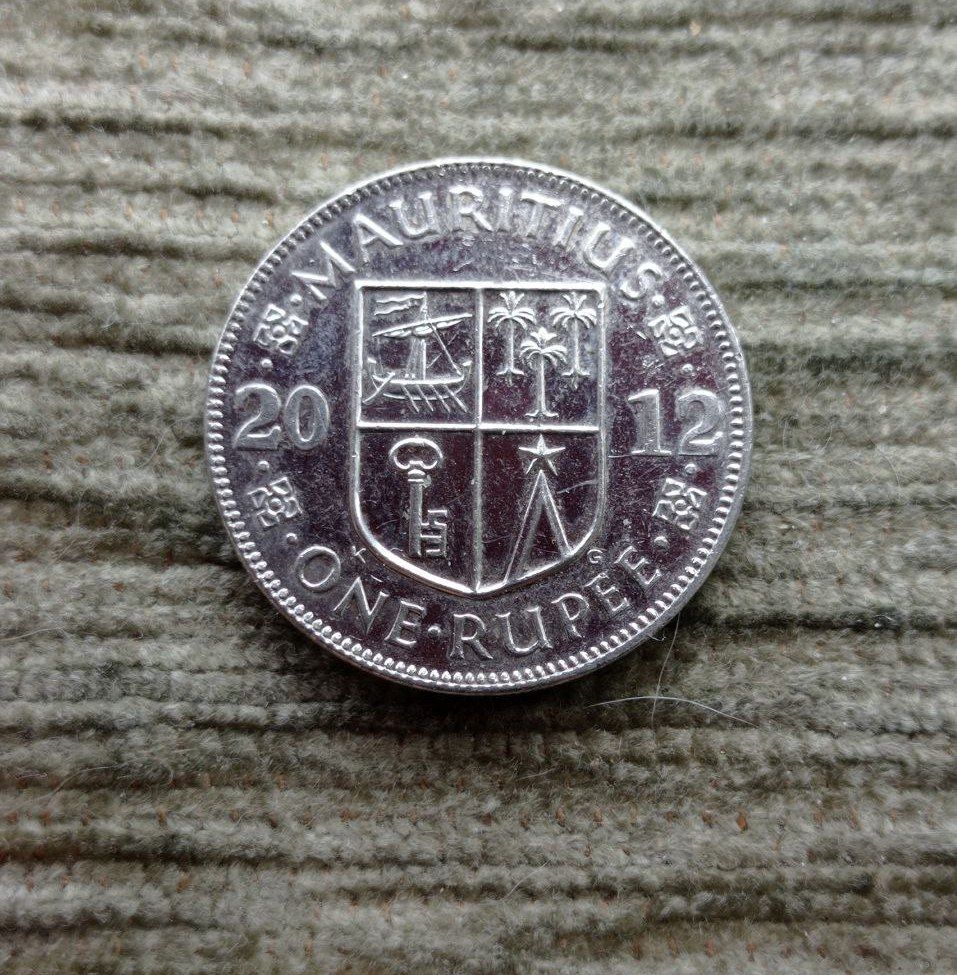 MAURITIUS
20 12
K G
ONE·RUPEE